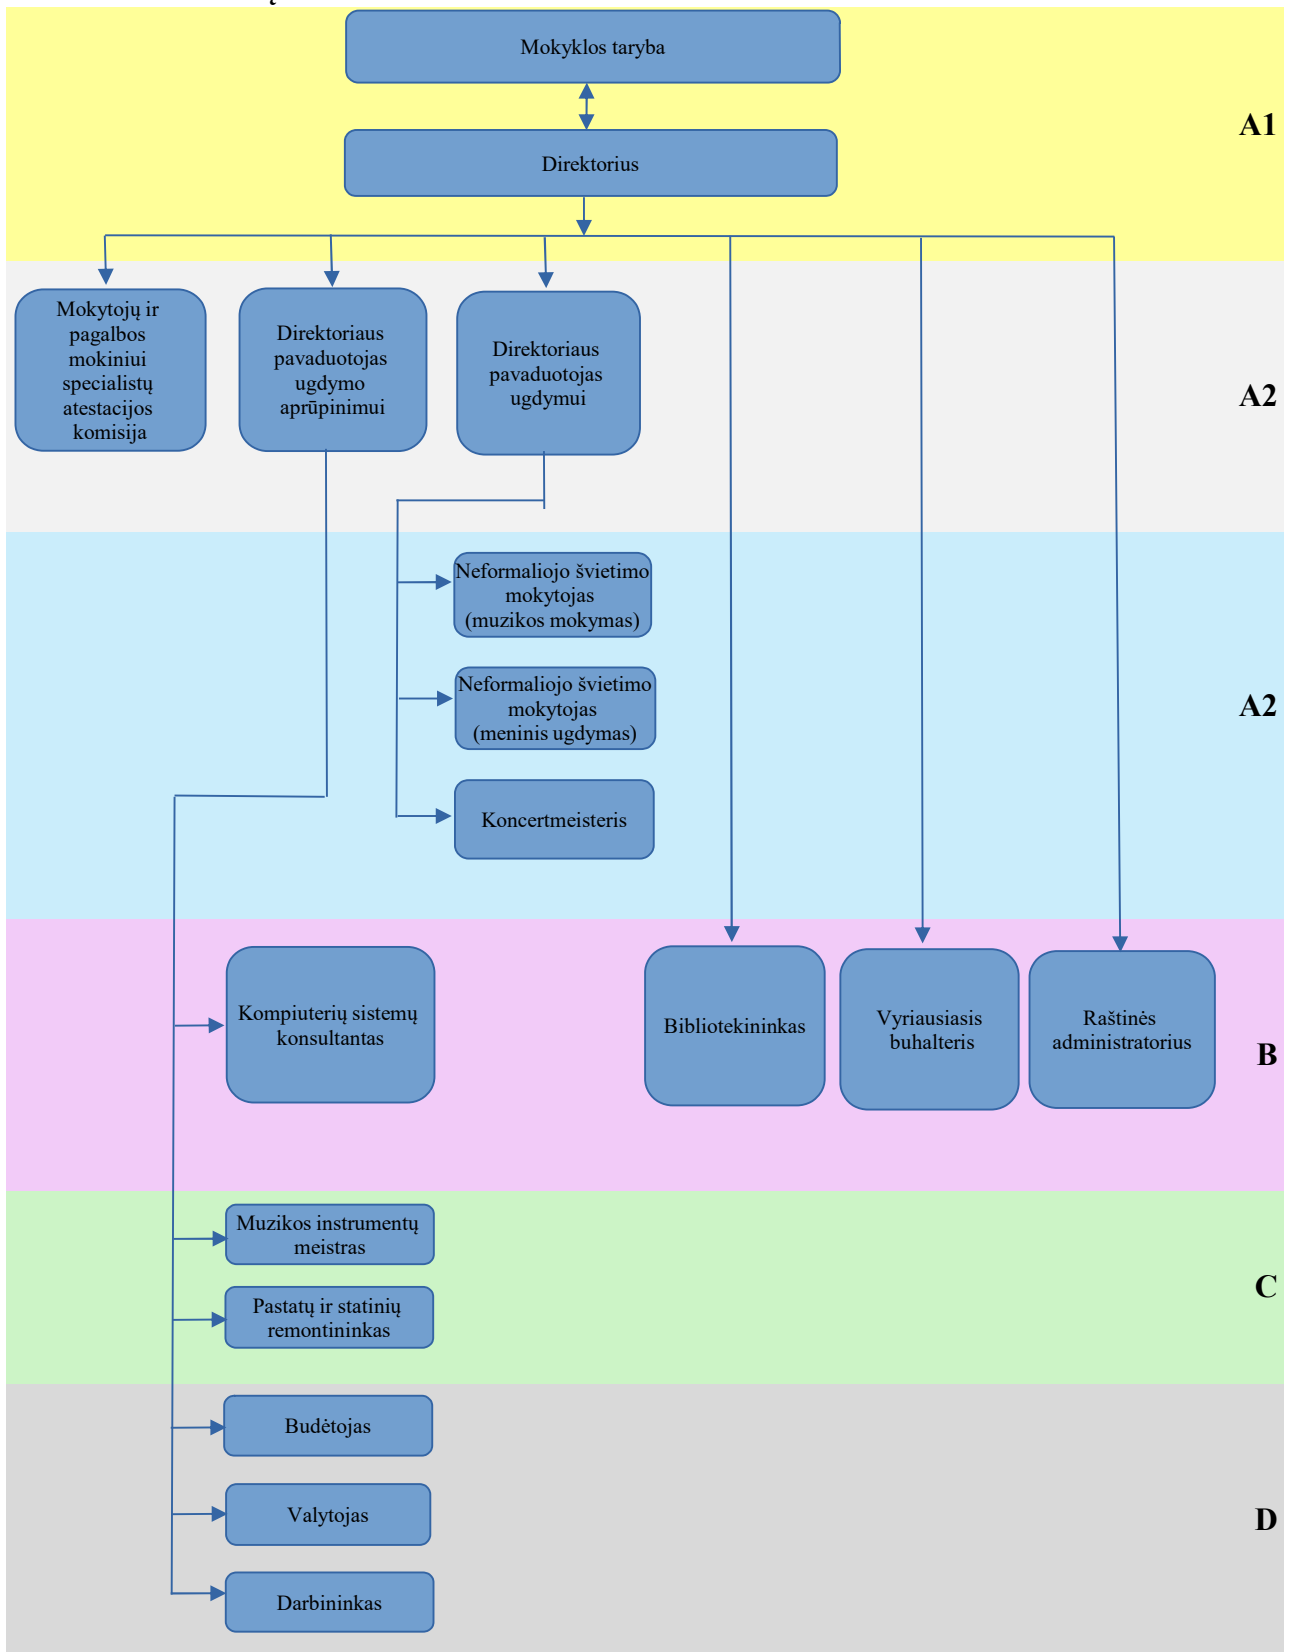 Mokyklos taryba
A1
Direktorius
Mokytojų ir
pagalbos
mokiniui
specialistų
atestacijos
komisija
Direktoriaus
pavaduotojas
ugdymo
aprūpinimui
Direktoriaus
pavaduotojas
ugdymui
A2
Neformaliojo švietimo
mokytojas
(muzikos mokymas)
Neformaliojo švietimo
mokytojas
(meninis ugdymas)
A2
Koncertmeisteris
Kompiuterių sistemų
konsultantas
Bibliotekininkas
Vyriausiasis
buhalteris
Raštinės
administratorius
B
Muzikos instrumentų
meistras
Pastatų ir statinių
remontininkas
C
Budėtojas
Valytojas
D
Darbininkas